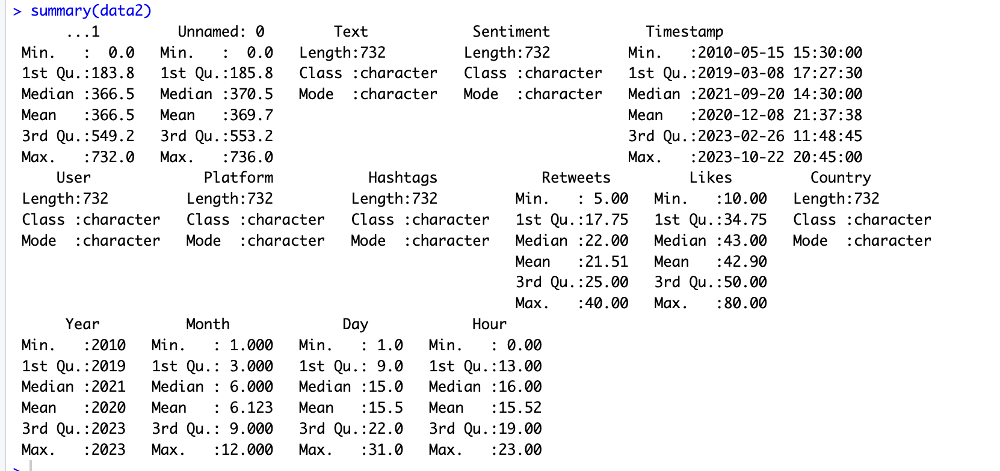 > summary(data2)
      ...1         Unnamed: 0        Text            Sentiment           Timestamp
 Min.   :  0.0   Min.   :  0.0   Length:732         Length:732         Min.   :2010-05-15 15:30:00
 1st Qu.:183.8   1st Qu.:185.8   Class :character   Class :character   1st Qu.:2019-03-08 17:27:30
 Median :366.5   Median :370.5   Mode  :character   Mode  :character   Median :2021-09-20 14:30:00
 Mean   :366.5   Mean   :369.7                                         Mean   :2020-12-08 21:37:38
 3rd Qu.:549.2   3rd Qu.:553.2                                         3rd Qu.:2023-02-26 11:48:45
 Max.   :732.0   Max.   :736.0                                         Max.   :2023-10-22 20:45:00
     User             Platform           Hashtags            Retweets         Likes         Country
 Length:732         Length:732         Length:732         Min.   : 5.00   Min.   :10.00   Length:732
 Class :character   Class :character   Class :character   1st Qu.:17.75   1st Qu.:34.75   Class :character
 Mode  :character   Mode  :character   Mode  :character   Median :22.00   Median :43.00   Mode  :character
                                                          Mean   :21.51   Mean   :42.90
                                                          3rd Qu.:25.00   3rd Qu.:50.00
                                                          Max.   :40.00   Max.   :80.00
      Year          Month             Day            Hour
 Min.   :2010   Min.   : 1.000   Min.   : 1.0   Min.   : 0.00
 1st Qu.:2019   1st Qu.: 3.000   1st Qu.: 9.0   1st Qu.:13.00
 Median :2021   Median : 6.000   Median :15.0   Median :16.00
 Mean   :2020   Mean   : 6.123   Mean   :15.5   Mean   :15.52
 3rd Qu.:2023   3rd Qu.: 9.000   3rd Qu.:22.0   3rd Qu.:19.00
 Max.   :2023   Max.   :12.000   Max.   :31.0   Max.   :23.00
>